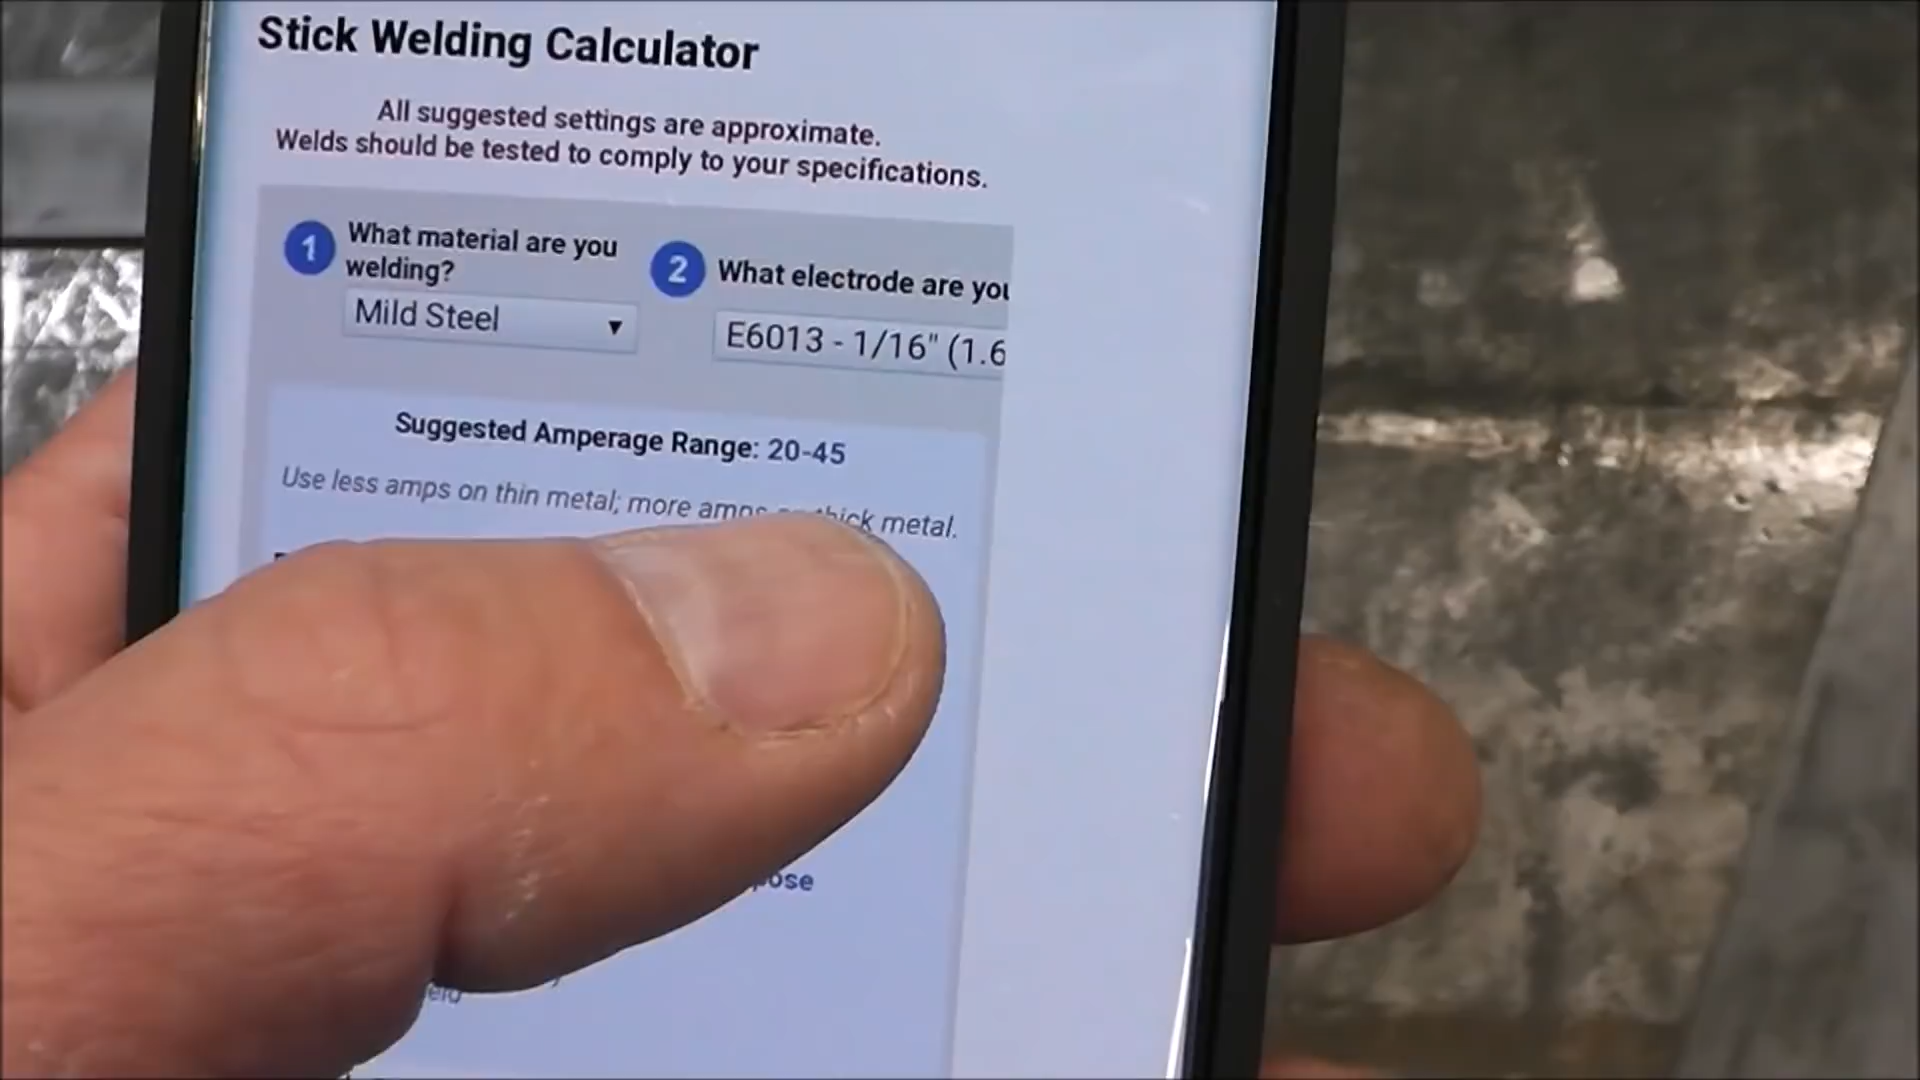 Stick Welding Calculator
All suggested settings are approximate.
Welds should be tested to comply to your specifications.
1 What material are you
welding?
Mild Steel
2 What electrode are you
E6013 - 1/16" (1.6
Suggested Amperage Range: 20-45
Use less amps on thin metal; more amps thick metal.